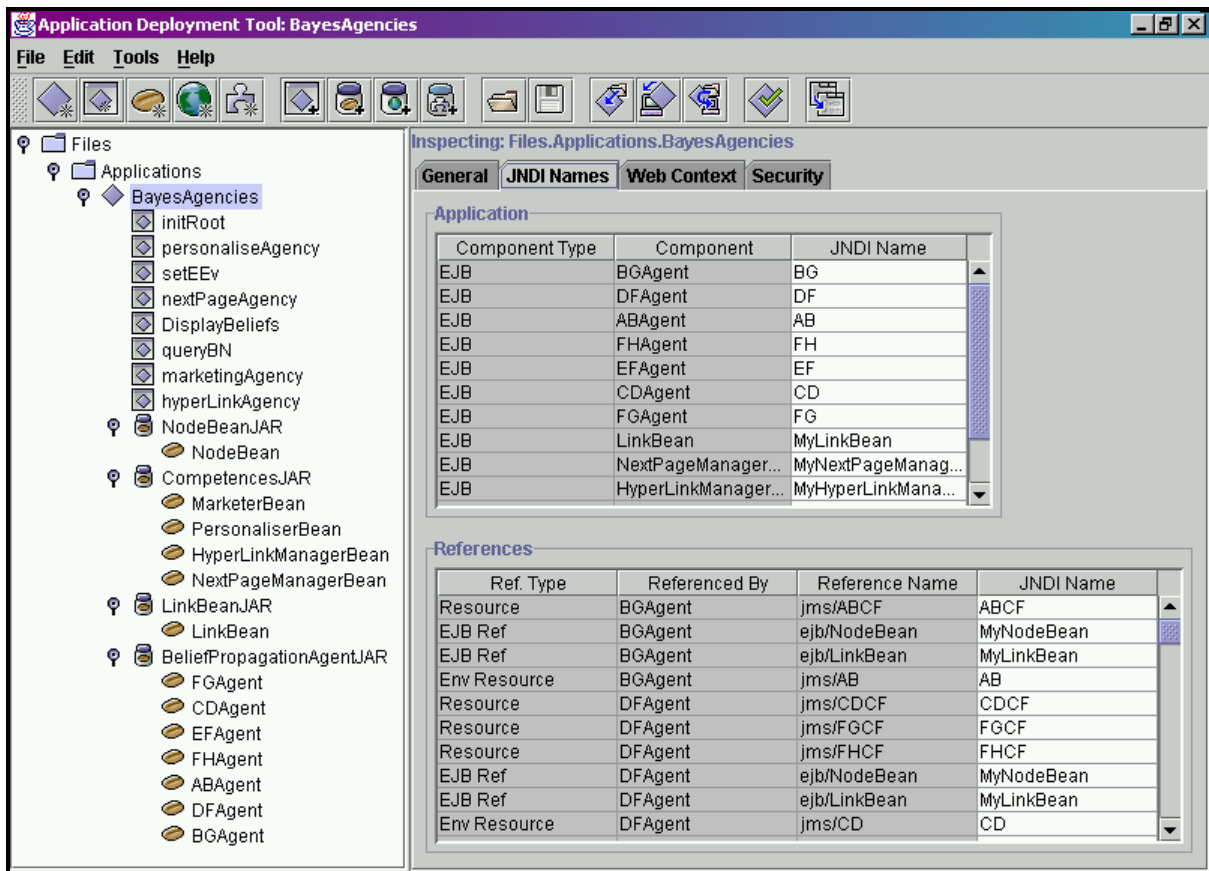 Application Deployment Tool: BayesAgencies
File Edit Tools Help
Files
Applications
BayesAgencies
initRoot
personaliseAgency
setEEv
nextPageAgency
DisplayBeliefs
queryBN
marketingAgency
hyperLinkAgency
NodeBeanJAR
NodeBean
CompetencesJAR
MarketerBean
PersonaliserBean
HyperLinkManagerBean
NextPageManagerBean
LinkBeanJAR
LinkBean
BeliefPropagationAgentJAR
FGAgent
CDAgent
EFAgent
FHAgent
ABAgent
DFAgent
BGAgent
Inspecting: Files.Applications.BayesAgencies
General JNDI Names Web Context Security
Application
Component Type Component JNDI Name
EJB BGAgent BG
EJB DFAgent DF
EJB ABAgent AB
EJB FHAgent FH
EJB EFAgent EF
EJB CDAgent CD
EJB FGAgent FG
EJB LinkBean MyLinkBean
EJB NextPageManager... MyNextPageManag...
EJB HyperLinkManager... MyHyperLinkMana...
References
Ref. Type Referenced By Reference Name JNDI Name
Resource BGAgent jms/ABCF ABCF
EJB Ref BGAgent ejb/NodeBean MyNodeBean
EJB Ref BGAgent ejb/LinkBean MyLinkBean
Env Resource BGAgent jms/AB AB
Resource DFAgent jms/CDCF CDCF
Resource DFAgent jms/FGCF FGCF
Resource DFAgent jms/FHCF FHCF
EJB Ref DFAgent ejb/NodeBean MyNodeBean
EJB Ref DFAgent ejb/LinkBean MyLinkBean
Env Resource DFAgent jms/CD CD